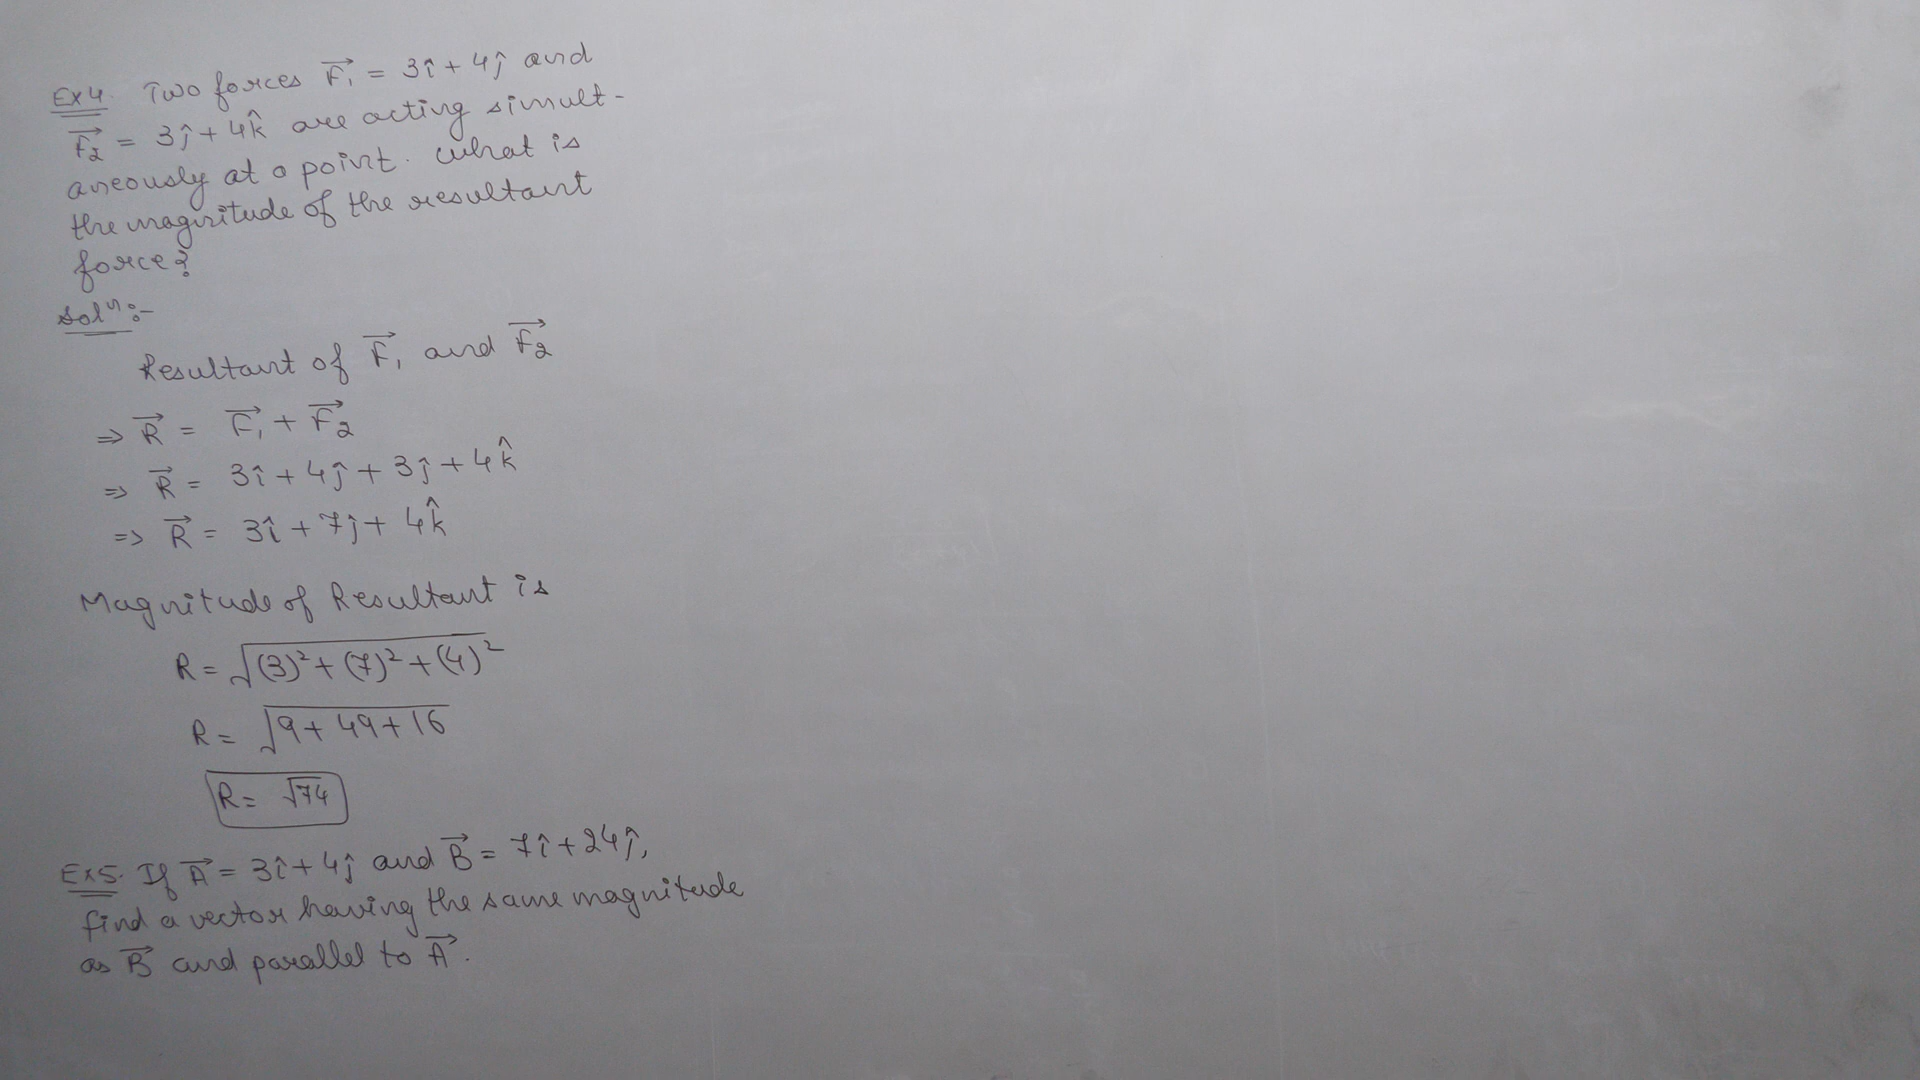 Ex4. Two forces F⃗₁ = 3î + 4ĵ and
F⃗₂ = 3ĵ + 4k̂ are acting simult-
aneously at a point. What is
the magnitude of the resultant
force?
Solⁿ:-
Resultant of F⃗₁ and F⃗₂
⇒ R⃗ = F⃗₁ + F⃗₂
⇒ R⃗ = 3î + 4ĵ + 3ĵ + 4k̂
⇒ R⃗ = 3î + 7ĵ + 4k̂
Magnitude of Resultant is
R = √((3)² + (7)² + (4)²)
R = √(9 + 49 + 16)
R = √74
Ex5. If A⃗ = 3î + 4ĵ and B⃗ = 7î + 24ĵ,
find a vector having the same magnitude
as B⃗ and parallel to A⃗.